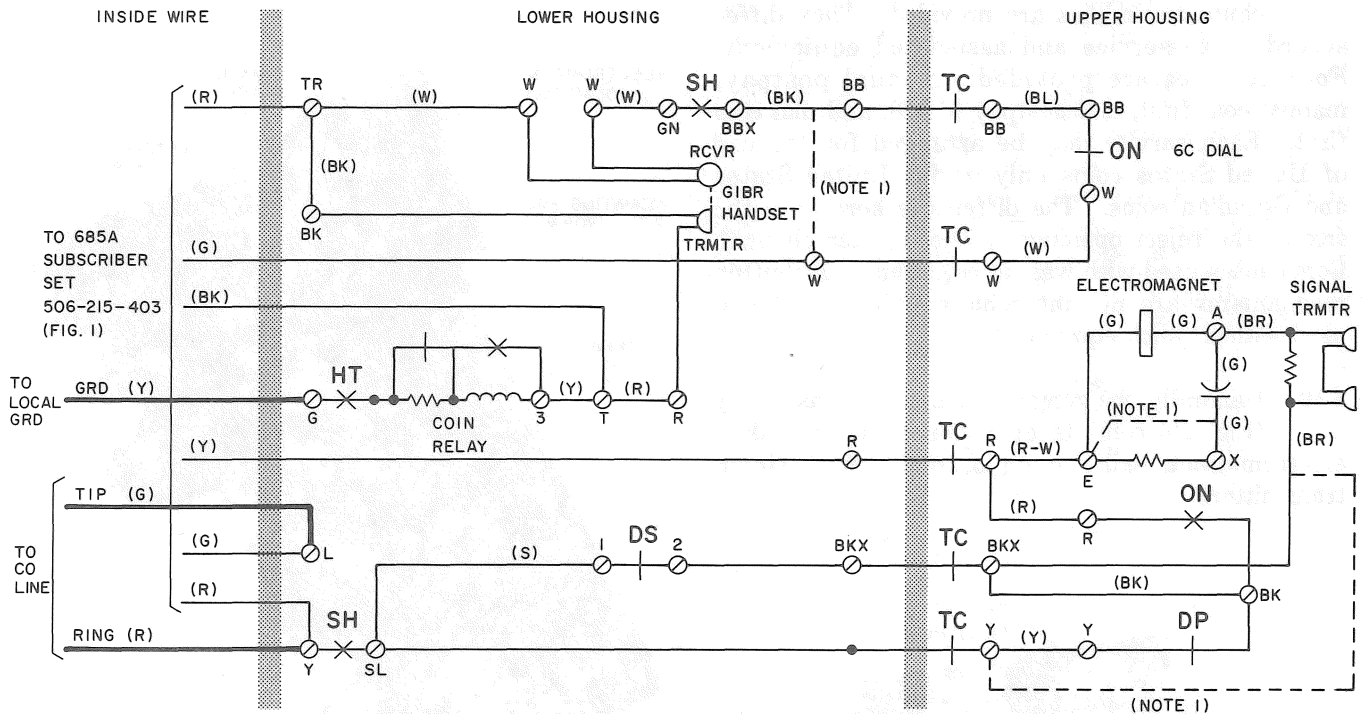 INSIDE WIRE
LOWER HOUSING
UPPER HOUSING
(R) TR (W) W W (W) GN SH BBX (BK) BB TC BB (BL) BB
RCVR
ON 6C DIAL
(BK)
(NOTE 1)
G1BR
HANDSET
W
BK
TRMTR
TO 685A
SUBSCRIBER
SET
506-215-403
(FIG. 1)
(G) W TC W (W)
ELECTROMAGNET
SIGNAL
TRMTR
(BK)
(G) (G) A (BR)
(G)
HT
TO
LOCAL
GRD
GRD (Y) G 3 (Y) T (R) R
COIN
RELAY
(NOTE 1)
(G)
(BR)
(Y) R TC R (R-W) E X
TIP (G)
(R) R ON
(G) L
(S) 1 DS 2 BKX TC BKX
TO
CO
LINE
(BK) BK
(R)
RING (R) Y SH SL TC Y (Y) Y DP
(NOTE 1)